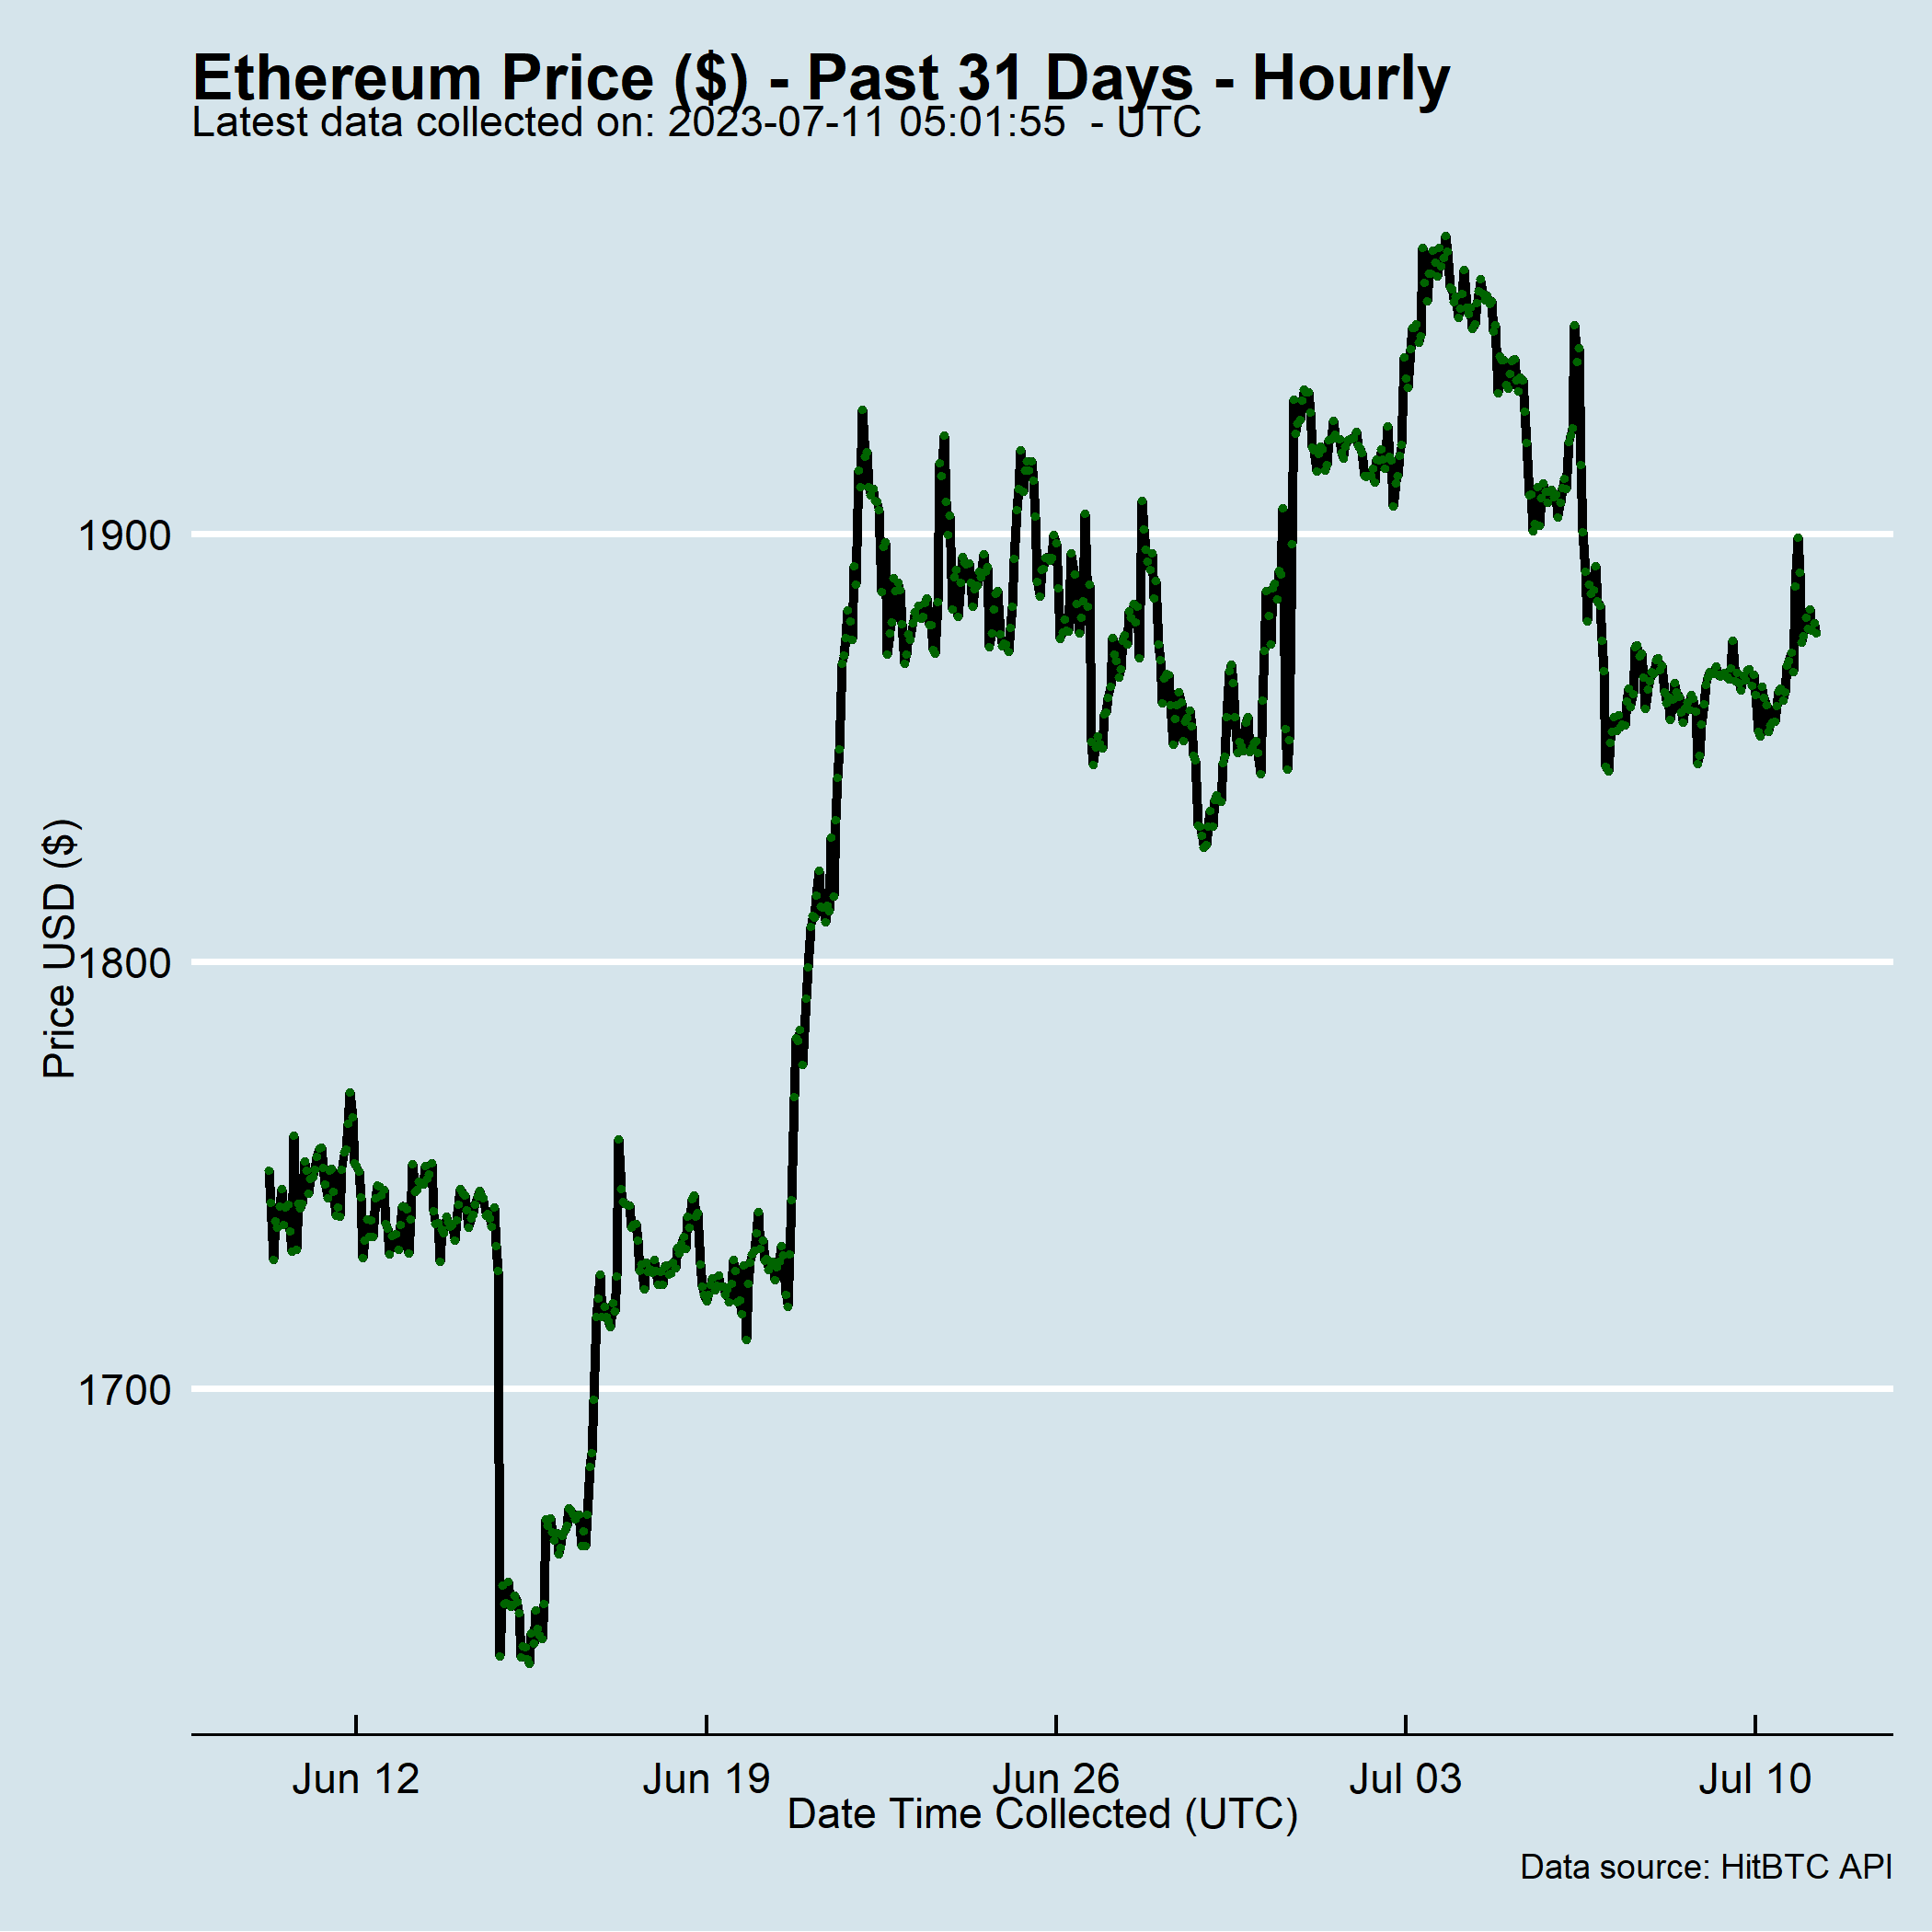 Ethereum Price ($) - Past 31 Days - Hourly
Latest data collected on: 2023-07-11 05:01:55  - UTC
1900
1800
1700
Price USD ($)
Jun 12
Jun 19
Jun 26
Jul 03
Jul 10
Date Time Collected (UTC)
Data source: HitBTC API